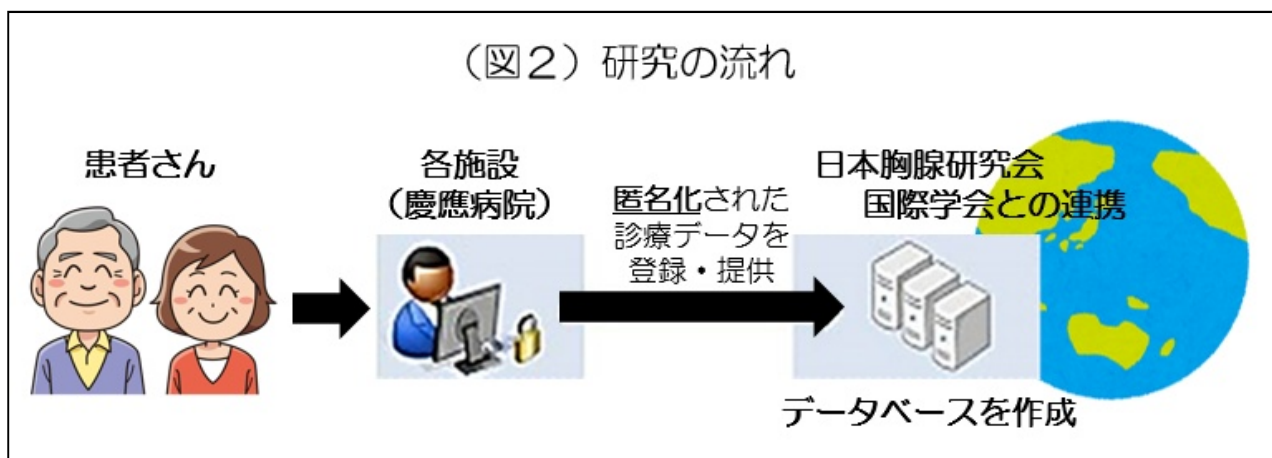 （図２）研究の流れ
患者さん
各施設
（慶應病院）
匿名化された
診療データを
登録・提供
日本胸腺研究会
国際学会との連携
データベースを作成